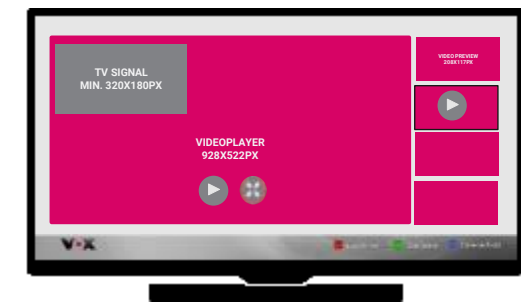 TV SIGNAL
MIN. 320X180PX
VIDEO PREVIEW
208X117PX
VIDEOPLAYER
928X522PX
VOX